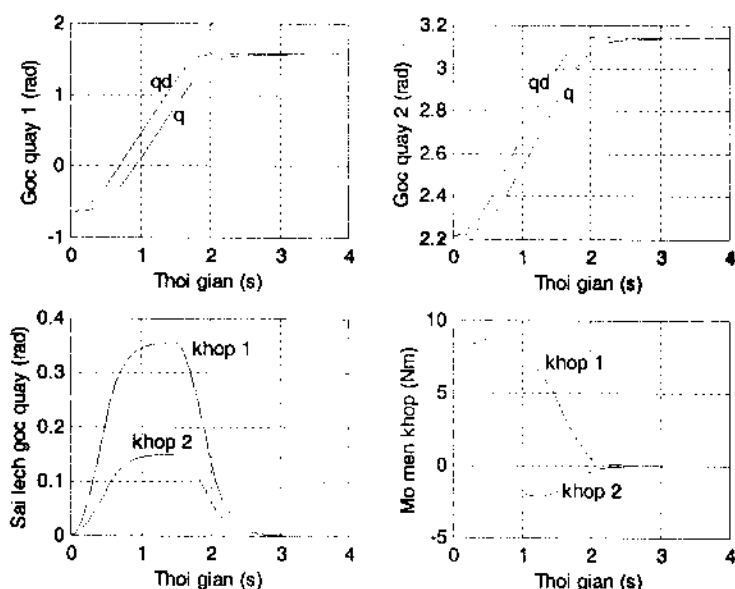 Goc quay 1 (rad)
2
1
0
-1
qd
q
0
1
2
3
4
Thoi gian (s)
Goc quay 2 (rad)
3.2
3
2.8
2.6
2.4
2.2
qd
q
0
1
2
3
4
Thoi gian (s)
Sai lech goc quay (rad)
0.4
0.3
0.2
0.1
0
khop 1
khop 2
0
1
2
3
4
Thoi gian (s)
Mo men khop (Nm)
10
5
0
-5
khop 1
khop 2
0
1
2
3
4
Thoi gian (s)